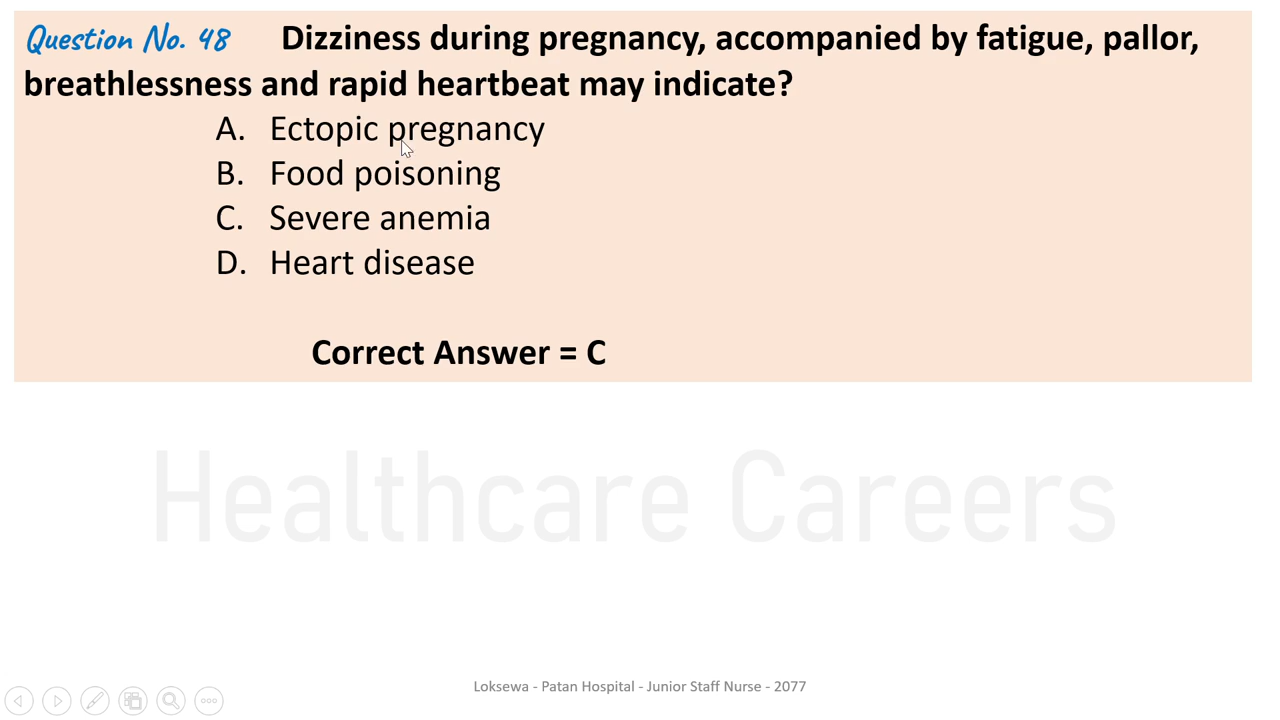 Question No. 48 Dizziness during pregnancy, accompanied by fatigue, pallor,
breathlessness and rapid heartbeat may indicate?
A. Ectopic pregnancy
B. Food poisoning
C. Severe anemia
D. Heart disease
Correct Answer = C
Healthcare Careers
Loksewa - Patan Hospital - Junior Staff Nurse - 2077